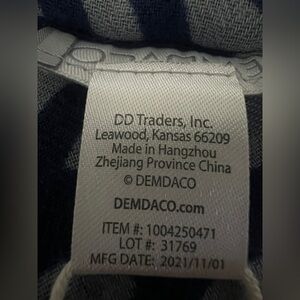 DD Traders, Inc.
Leawood, Kansas 66209
Made in Hangzhou
Zhejiang Province China
© DEMDACO
DEMDACO.com
ITEM #: 1004250471
LOT #: 31769
MFG DATE: 2021/11/01